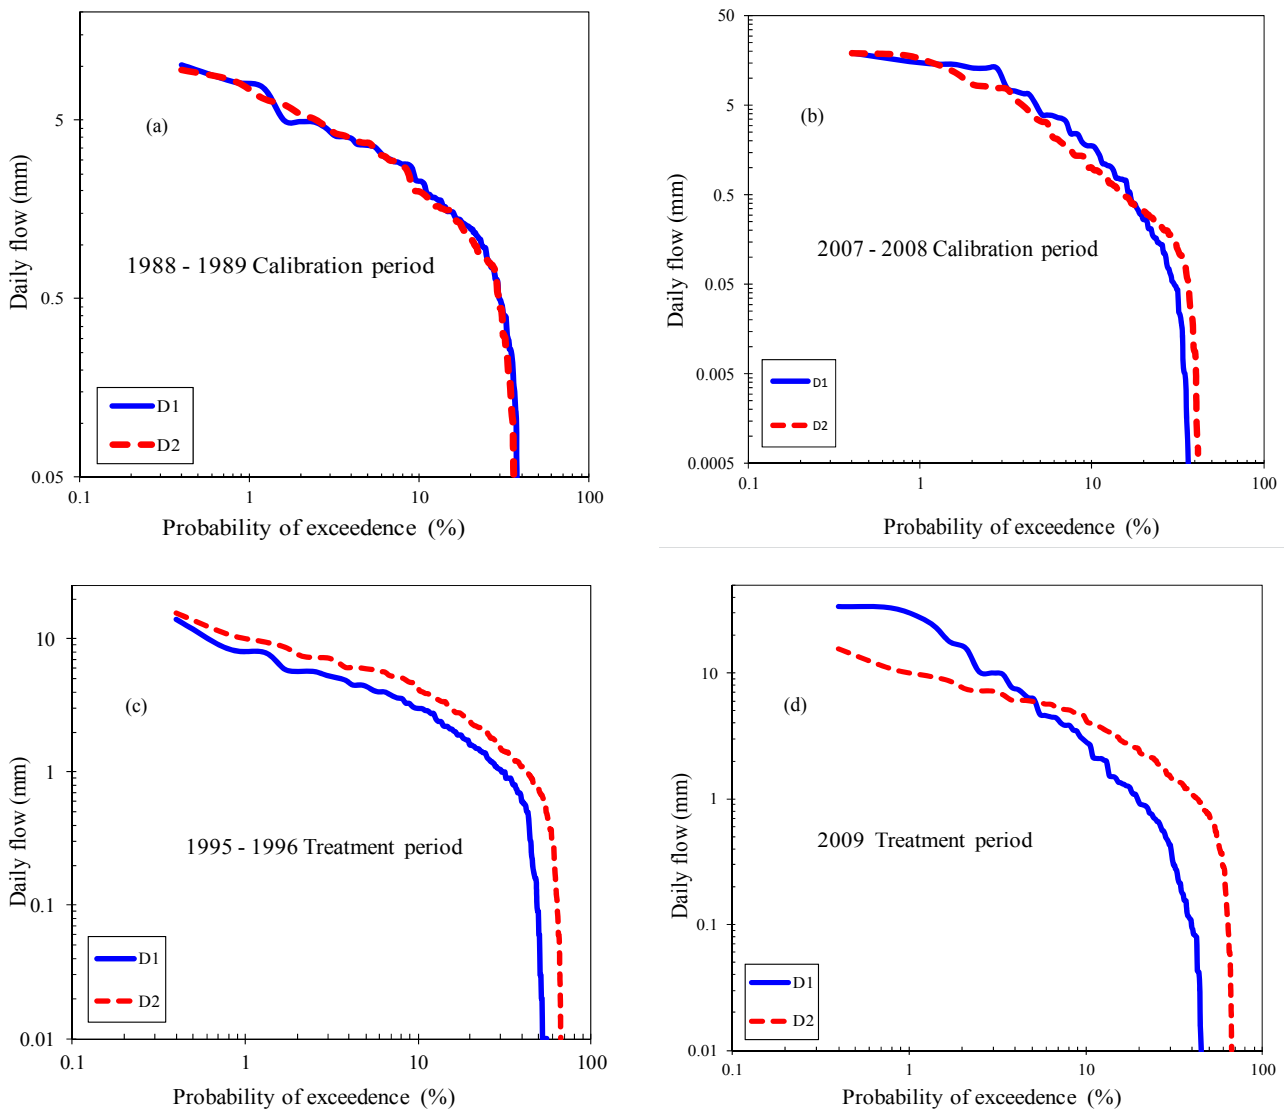 Daily flow (mm)
5
0.5
0.05
(a)
1988 - 1989 Calibration period
D1
D2
0.1
1
10
100
Probability of exceedence (%)
Daily flow (mm)
50
5
0.5
0.05
0.005
0.0005
(b)
2007 - 2008 Calibration period
D1
D2
0.1
1
10
100
Probability of exceedence (%)
Daily flow (mm)
10
1
0.1
0.01
(c)
1995 - 1996 Treatment period
D1
D2
0.1
1
10
100
Probability of exceedence (%)
Daily flow (mm)
10
1
0.1
0.01
(d)
2009 Treatment period
D1
D2
0.1
1
10
100
Probability of exceedence (%)